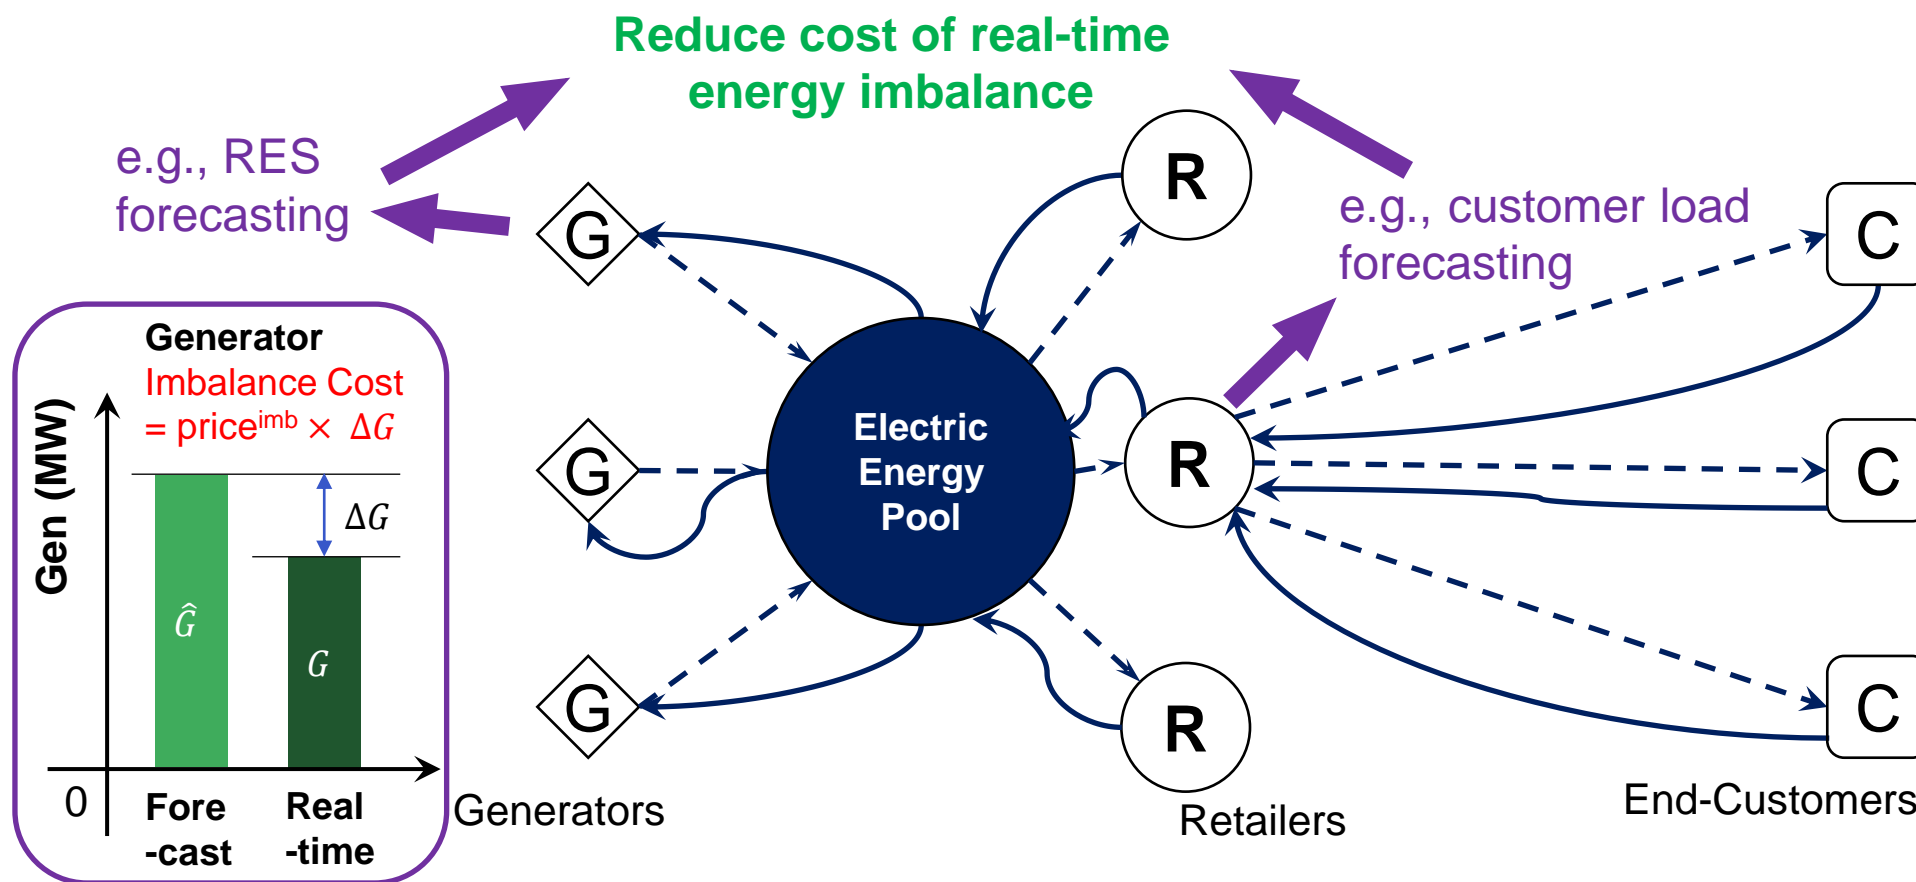 Reduce cost of real-time
energy imbalance
e.g., RES
forecasting
e.g., customer load
forecasting
R
G
C
Generator
Imbalance Cost
= price^imb × ΔG
Gen (MW)
ΔG
Ĝ
G
0
Fore
-cast
Real
-time
G
Electric
Energy
Pool
R
C
G
R
C
Generators
Retailers
End-Customers